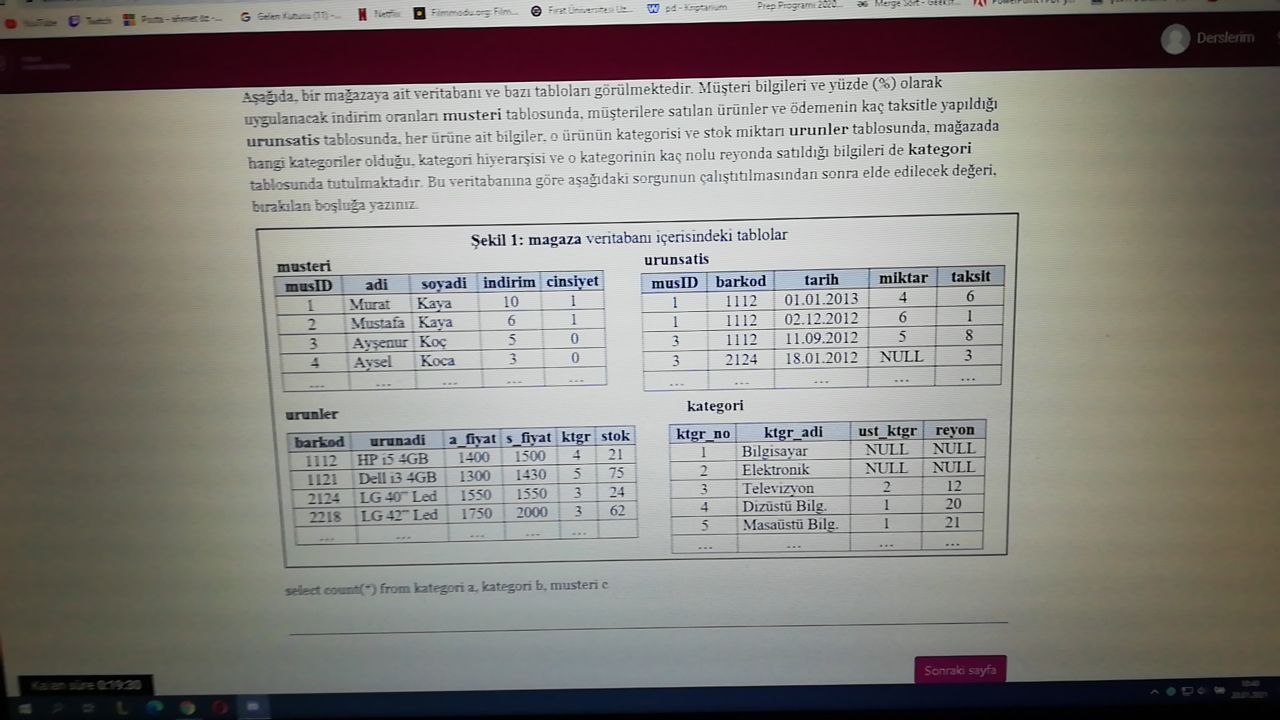 YouTube Twitch Posta - ahmet öz -... Gelen Kutusu (11) -... Netflix Filmmodu.org: Film... Fırat Üniversitesi Uz... pd - Kriptarium Prep Programı 2020... Merge Sort - Geeksf...
Derslerim
Aşağıda, bir mağazaya ait veritabanı ve bazı tabloları görülmektedir. Müşteri bilgileri ve yüzde (%) olarak
uygulanacak indirim oranları musteri tablosunda, müşterilere satılan ürünler ve ödemenin kaç taksitle yapıldığı
urunsatis tablosunda, her ürüne ait bilgiler, o ürünün kategorisi ve stok miktarı urunler tablosunda, mağazada
hangi kategoriler olduğu, kategori hiyerarşisi ve o kategorinin kaç nolu reyonda satıldığı bilgileri de kategori
tablosunda tutulmaktadır. Bu veritabanına göre aşağıdaki sorgunun çalıştıtılmasından sonra elde edilecek değeri,
bırakılan boşluğa yazınız.
Şekil 1: magaza veritabanı içerisindeki tablolar
musteri
musID adi soyadi indirim cinsiyet
1 Murat Kaya 10 1
2 Mustafa Kaya 6 1
3 Ayşenur Koç 5 0
4 Aysel Koca 3 0
... ... ... ... ...
urunsatis
musID barkod tarih miktar taksit
1 1112 01.01.2013 4 6
1 1112 02.12.2012 6 1
3 1112 11.09.2012 5 8
3 2124 18.01.2012 NULL 3
... ... ... ... ...
urunler
barkod urunadi a_fiyat s_fiyat ktgr stok
1112 HP i5 4GB 1400 1500 4 21
1121 Dell i3 4GB 1300 1430 5 75
2124 LG 40" Led 1550 1550 3 24
2218 LG 42" Led 1750 2000 3 62
... ... ... ... ... ...
kategori
ktgr_no ktgr_adi ust_ktgr reyon
1 Bilgisayar NULL NULL
2 Elektronik NULL NULL
3 Televizyon 2 12
4 Dizüstü Bilg. 1 20
5 Masaüstü Bilg. 1 21
... ... ... ...
select count(*) from kategori a, kategori b, musteri c
Sonraki sayfa
Kalan süre 0:19:30